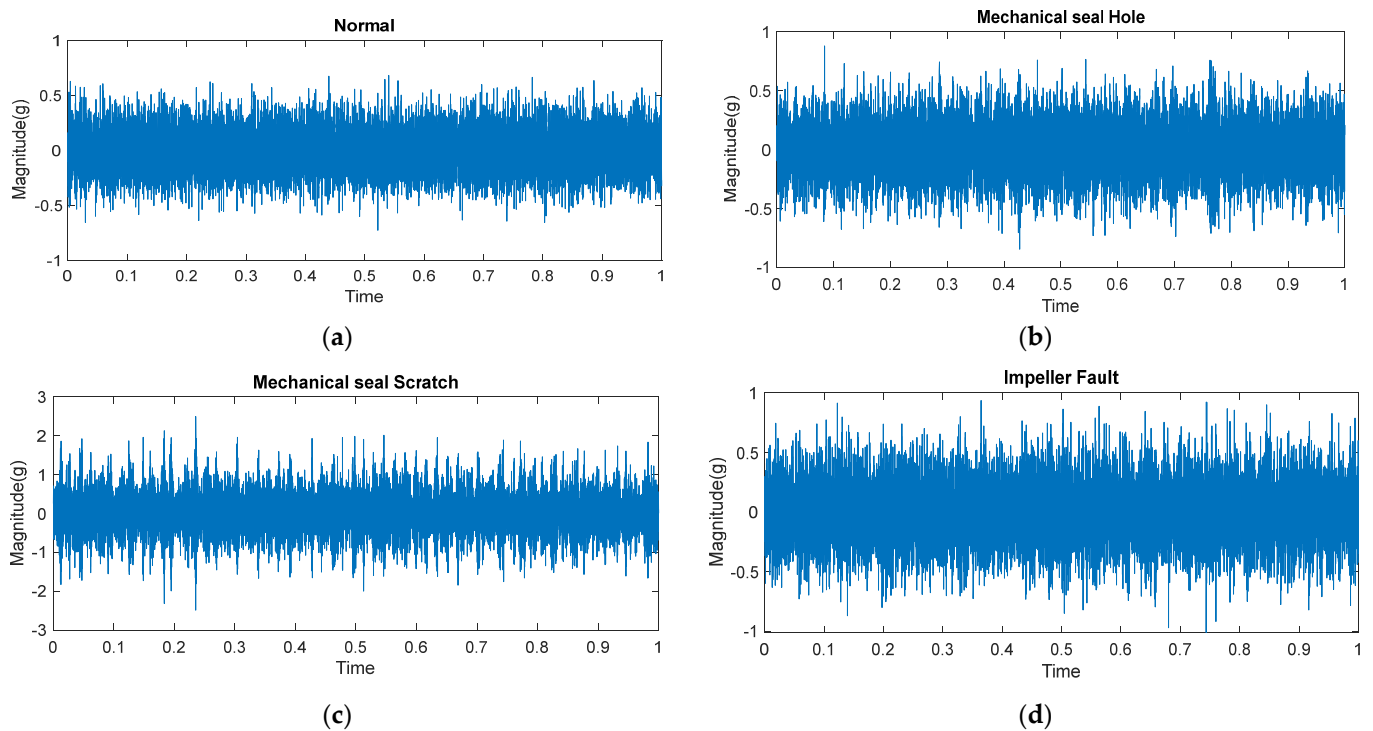 Normal
1
0.5
0
-0.5
-1
Magnitude(g)
0 0.1 0.2 0.3 0.4 0.5 0.6 0.7 0.8 0.9 1
Time
(a)
Mechanical seal Hole
1
0.5
0
-0.5
-1
Magnitude(g)
0 0.1 0.2 0.3 0.4 0.5 0.6 0.7 0.8 0.9 1
Time
(b)
Mechanical seal Scratch
3
2
1
0
-1
-2
-3
Magnitude(g)
0 0.1 0.2 0.3 0.4 0.5 0.6 0.7 0.8 0.9 1
Time
(c)
Impeller Fault
1
0.5
0
-0.5
-1
Magnitude(g)
0 0.1 0.2 0.3 0.4 0.5 0.6 0.7 0.8 0.9 1
Time
(d)